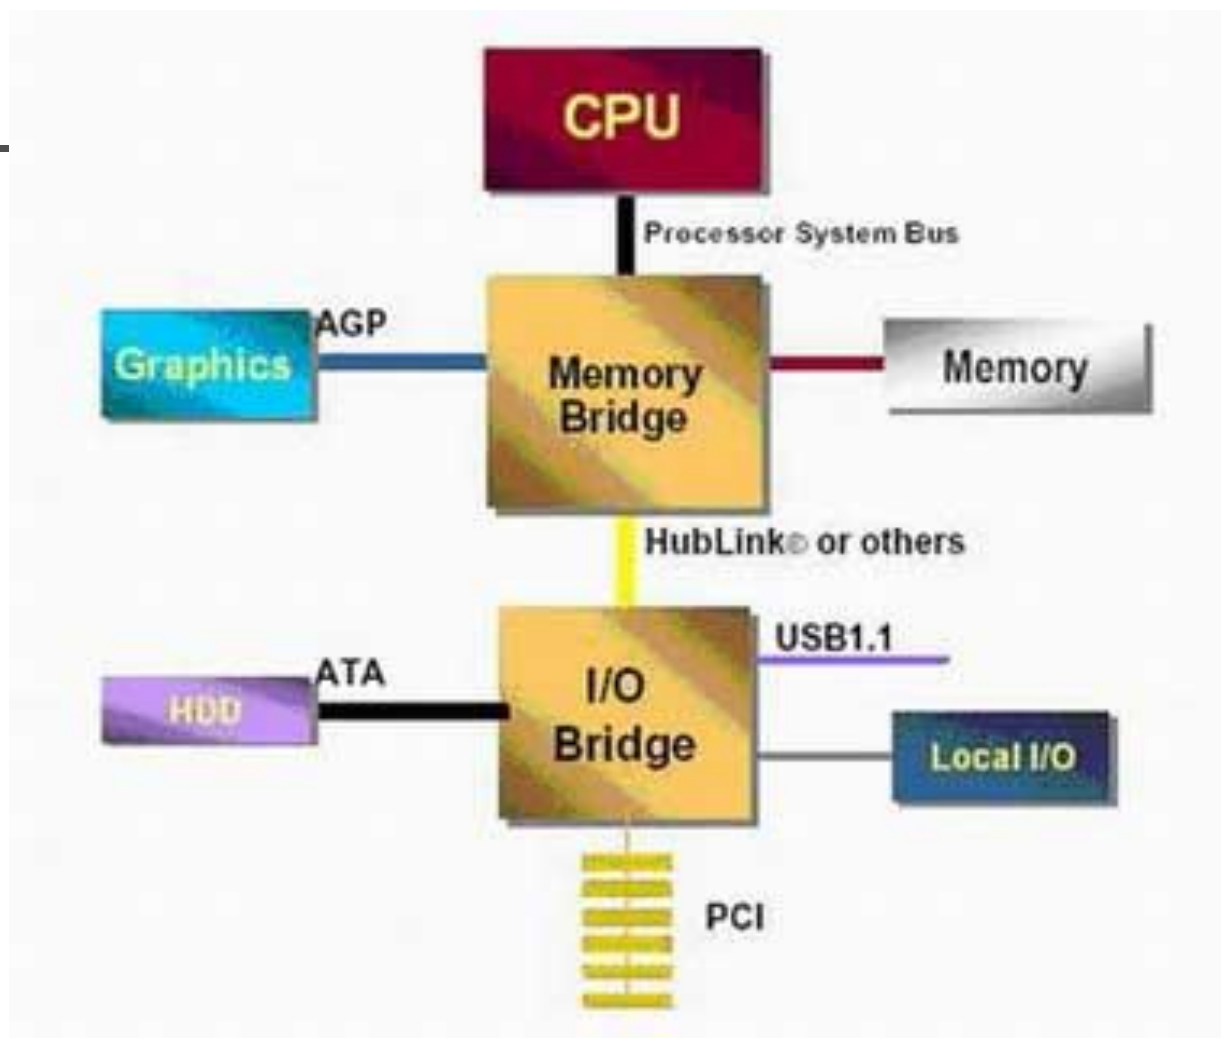 CPU
Processor System Bus
AGP
Graphics
Memory
Bridge
Memory
HubLink© or others
USB1.1
ATA
HDD
I/O
Bridge
Local I/O
PCI